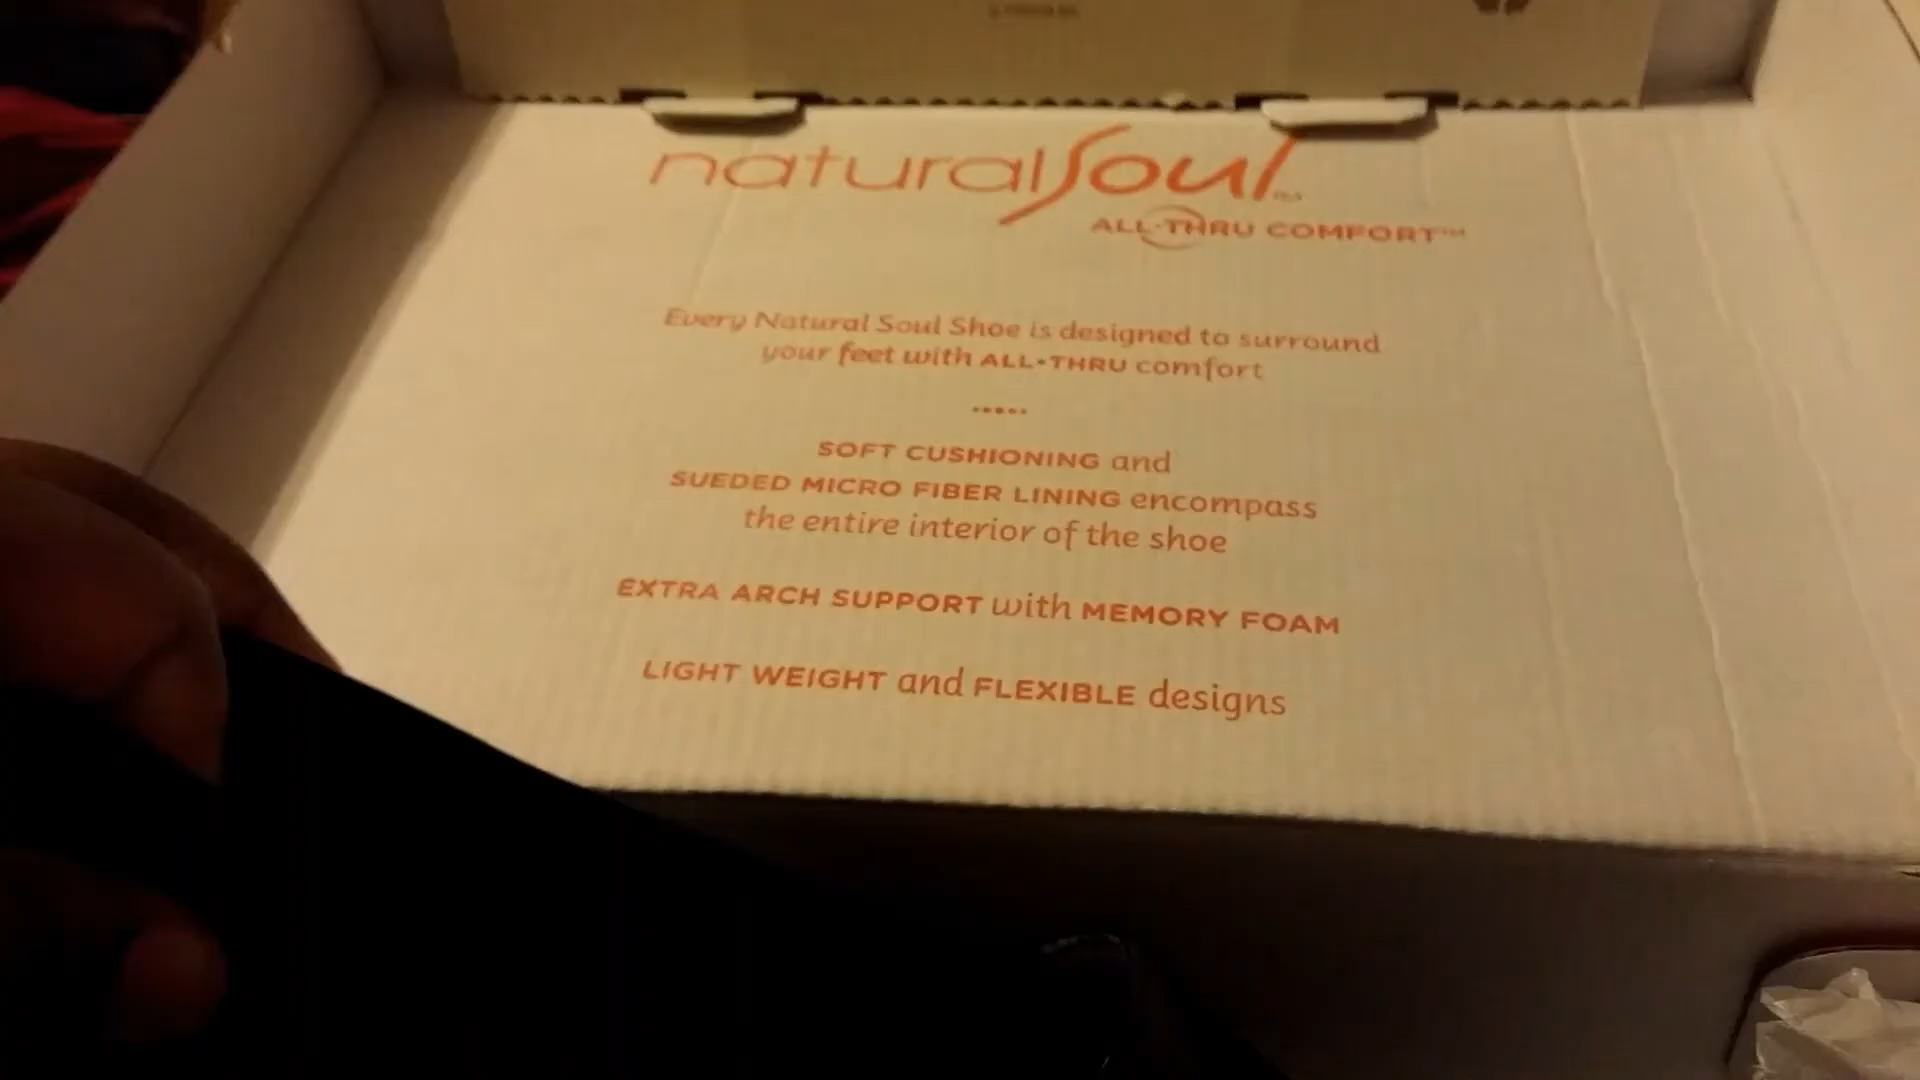 naturalSoul
ALL·THRU COMFORT™
Every Natural Soul Shoe is designed to surround
your feet with ALL·THRU comfort
•••••
SOFT CUSHIONING and
SUEDED MICRO FIBER LINING encompass
the entire interior of the shoe
EXTRA ARCH SUPPORT with MEMORY FOAM
LIGHT WEIGHT and FLEXIBLE designs